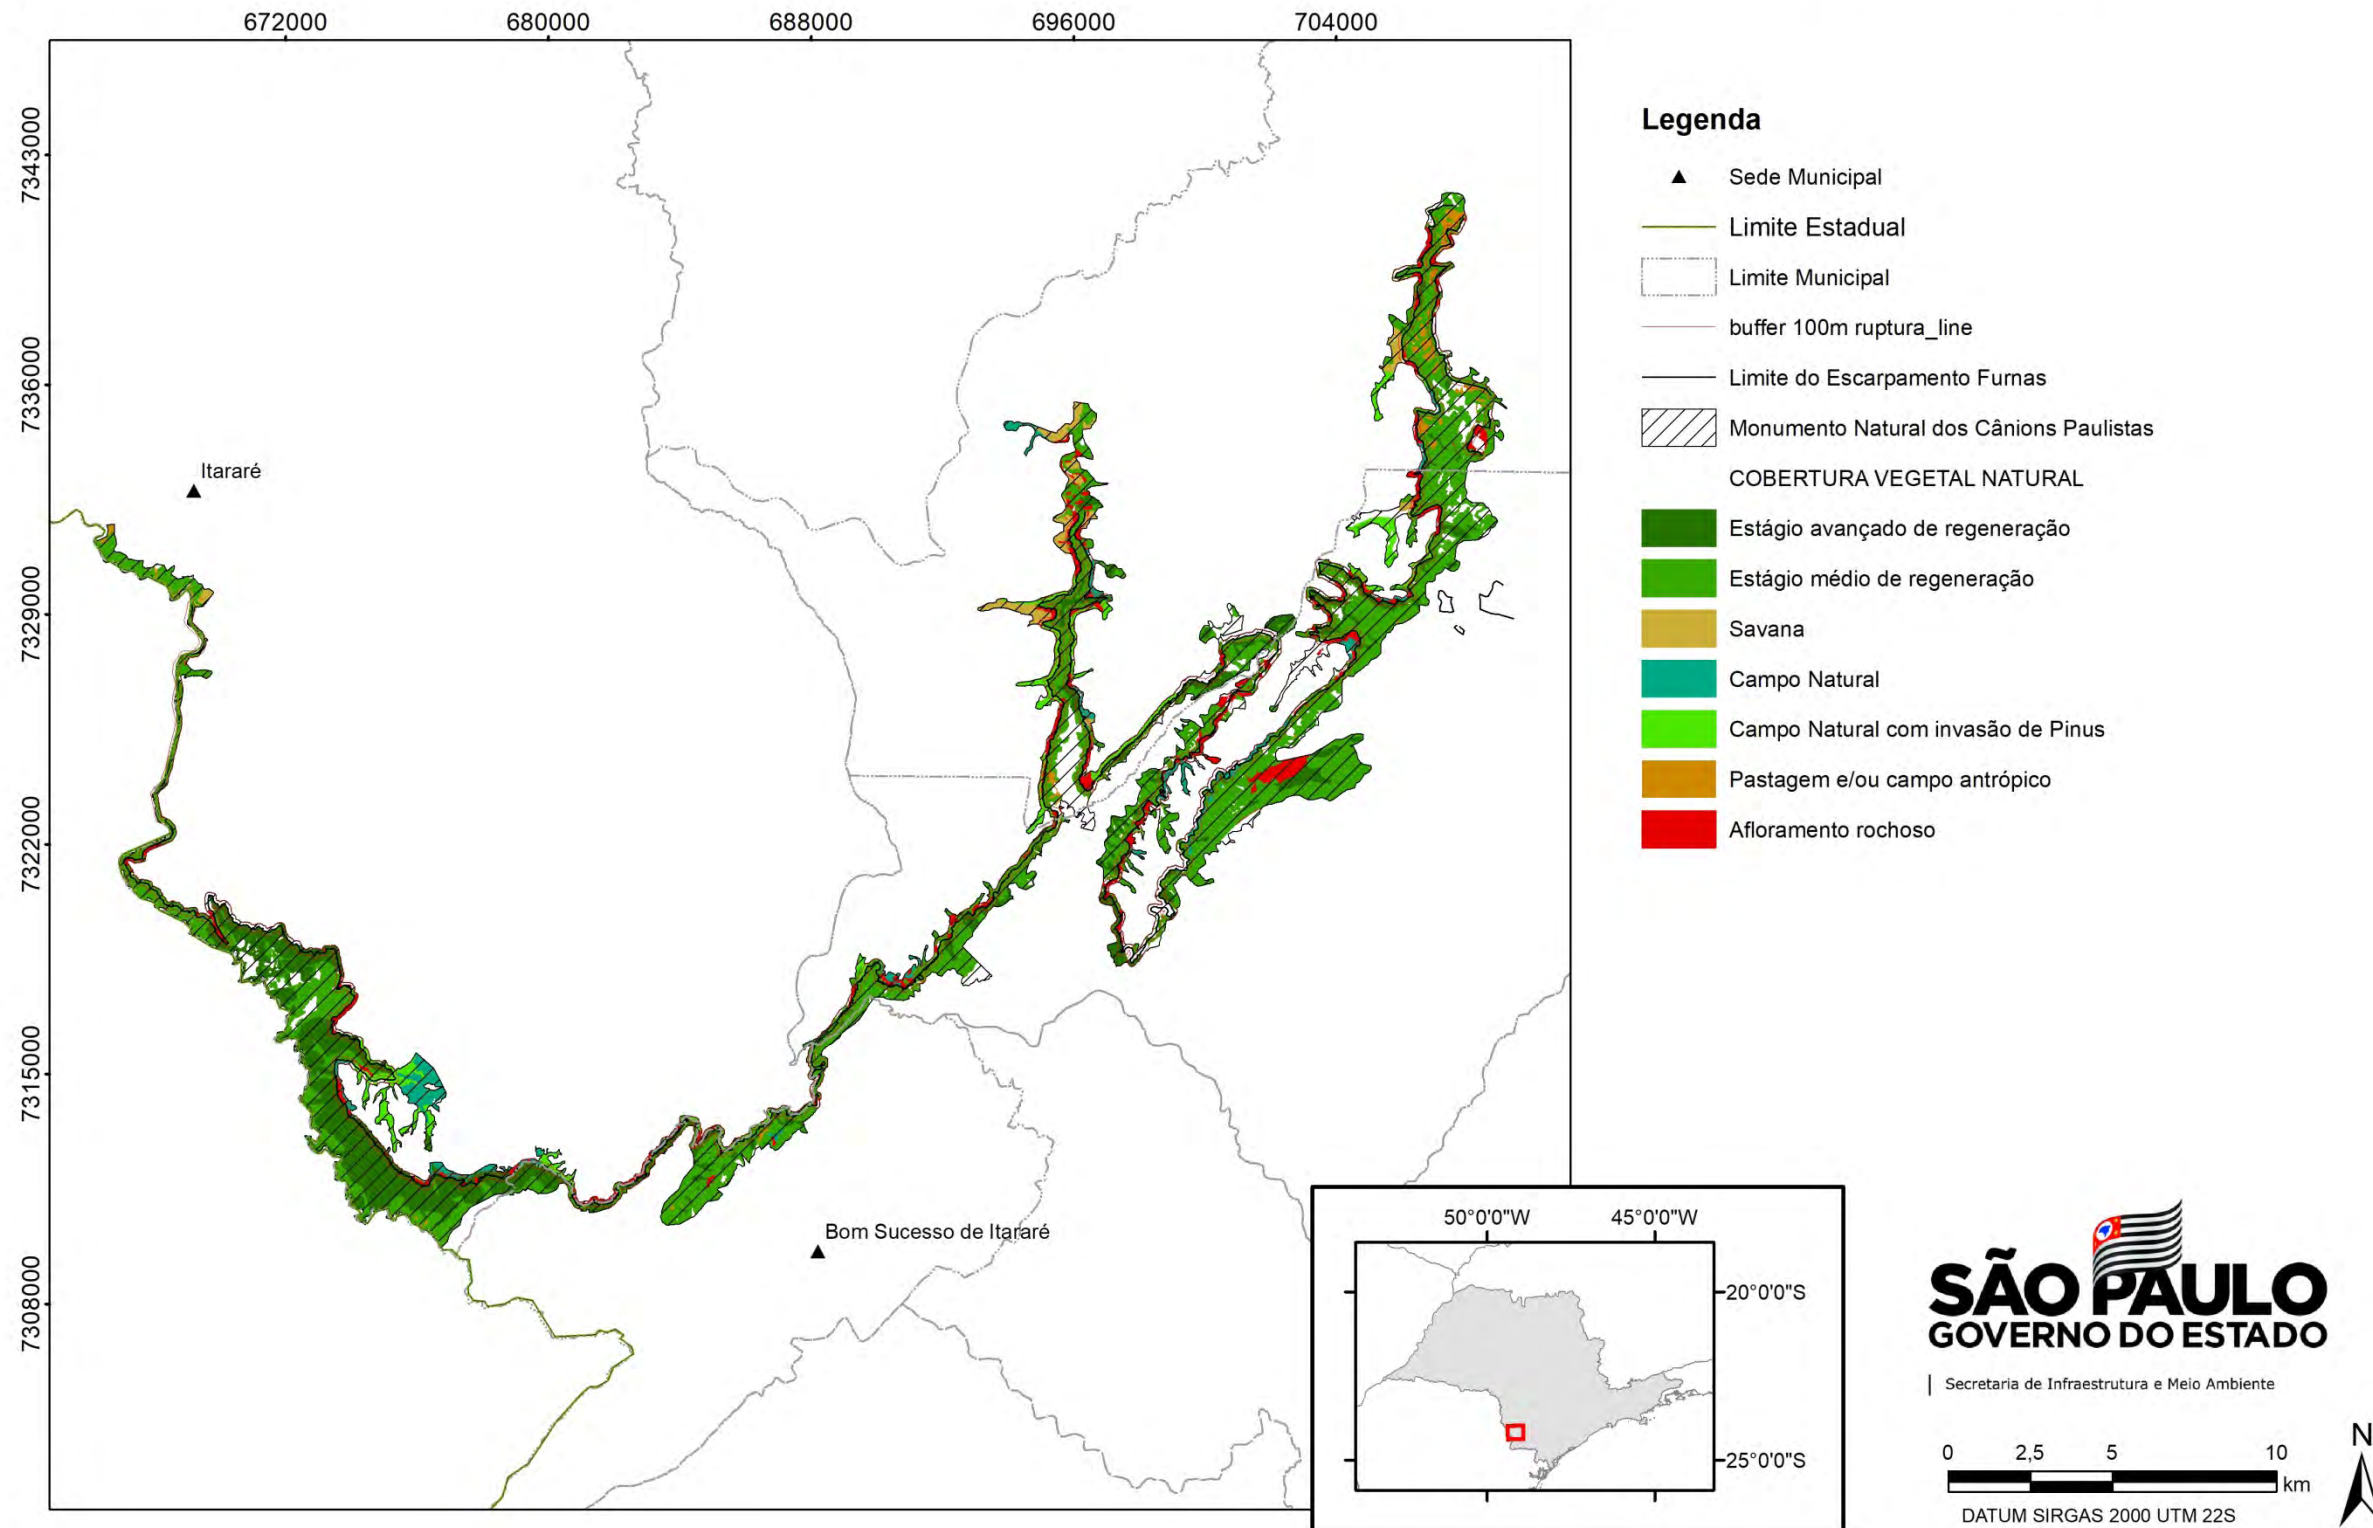 672000 680000 688000 696000 704000
7343000
7336000
7329000
7322000
7315000
7308000
Itararé
Bom Sucesso de Itararé
Legenda
Sede Municipal
Limite Estadual
Limite Municipal
buffer 100m ruptura_line
Limite do Escarpamento Furnas
Monumento Natural dos Cânions Paulistas
COBERTURA VEGETAL NATURAL
Estágio avançado de regeneração
Estágio médio de regeneração
Savana
Campo Natural
Campo Natural com invasão de Pinus
Pastagem e/ou campo antrópico
Afloramento rochoso
50°0'0"W 45°0'0"W
20°0'0"S
25°0'0"S
SÃO PAULO
GOVERNO DO ESTADO
Secretaria de Infraestrutura e Meio Ambiente
N
0 2,5 5 10
km
DATUM SIRGAS 2000 UTM 22S